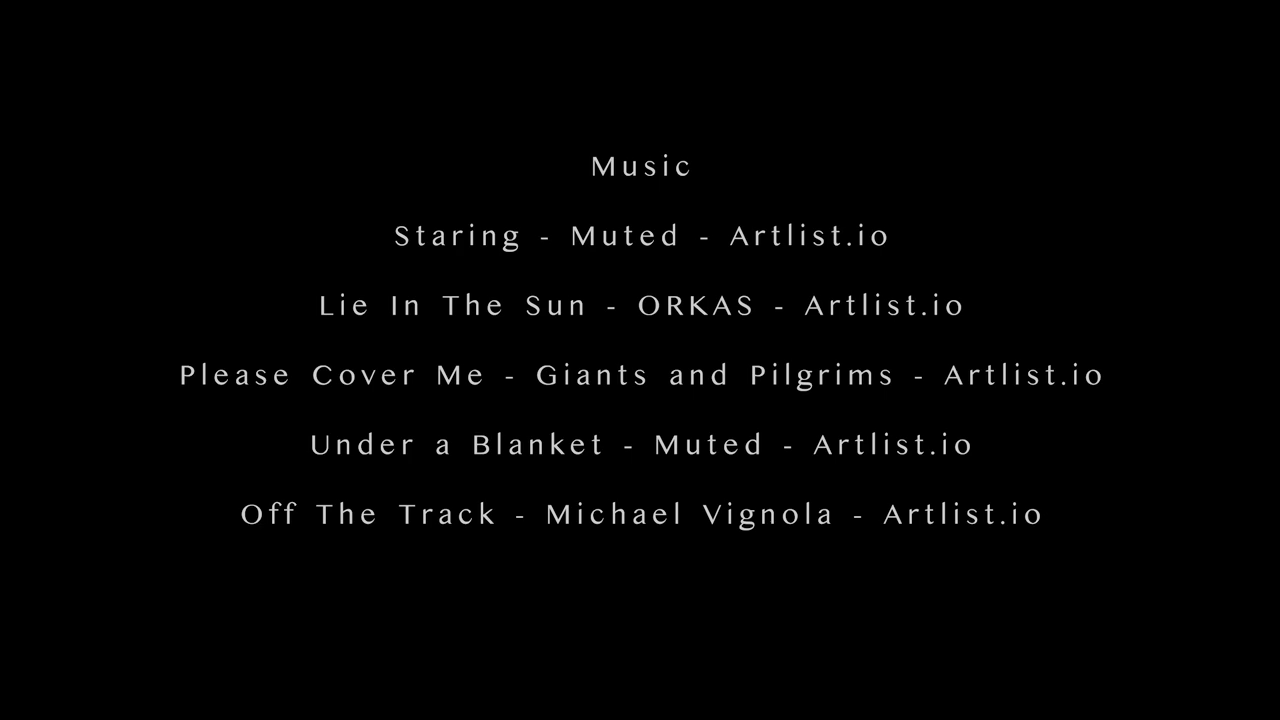 Music
Staring - Muted - Artlist.io
Lie In The Sun - ORKAS - Artlist.io
Please Cover Me - Giants and Pilgrims - Artlist.io
Under a Blanket - Muted - Artlist.io
Off The Track - Michael Vignola - Artlist.io